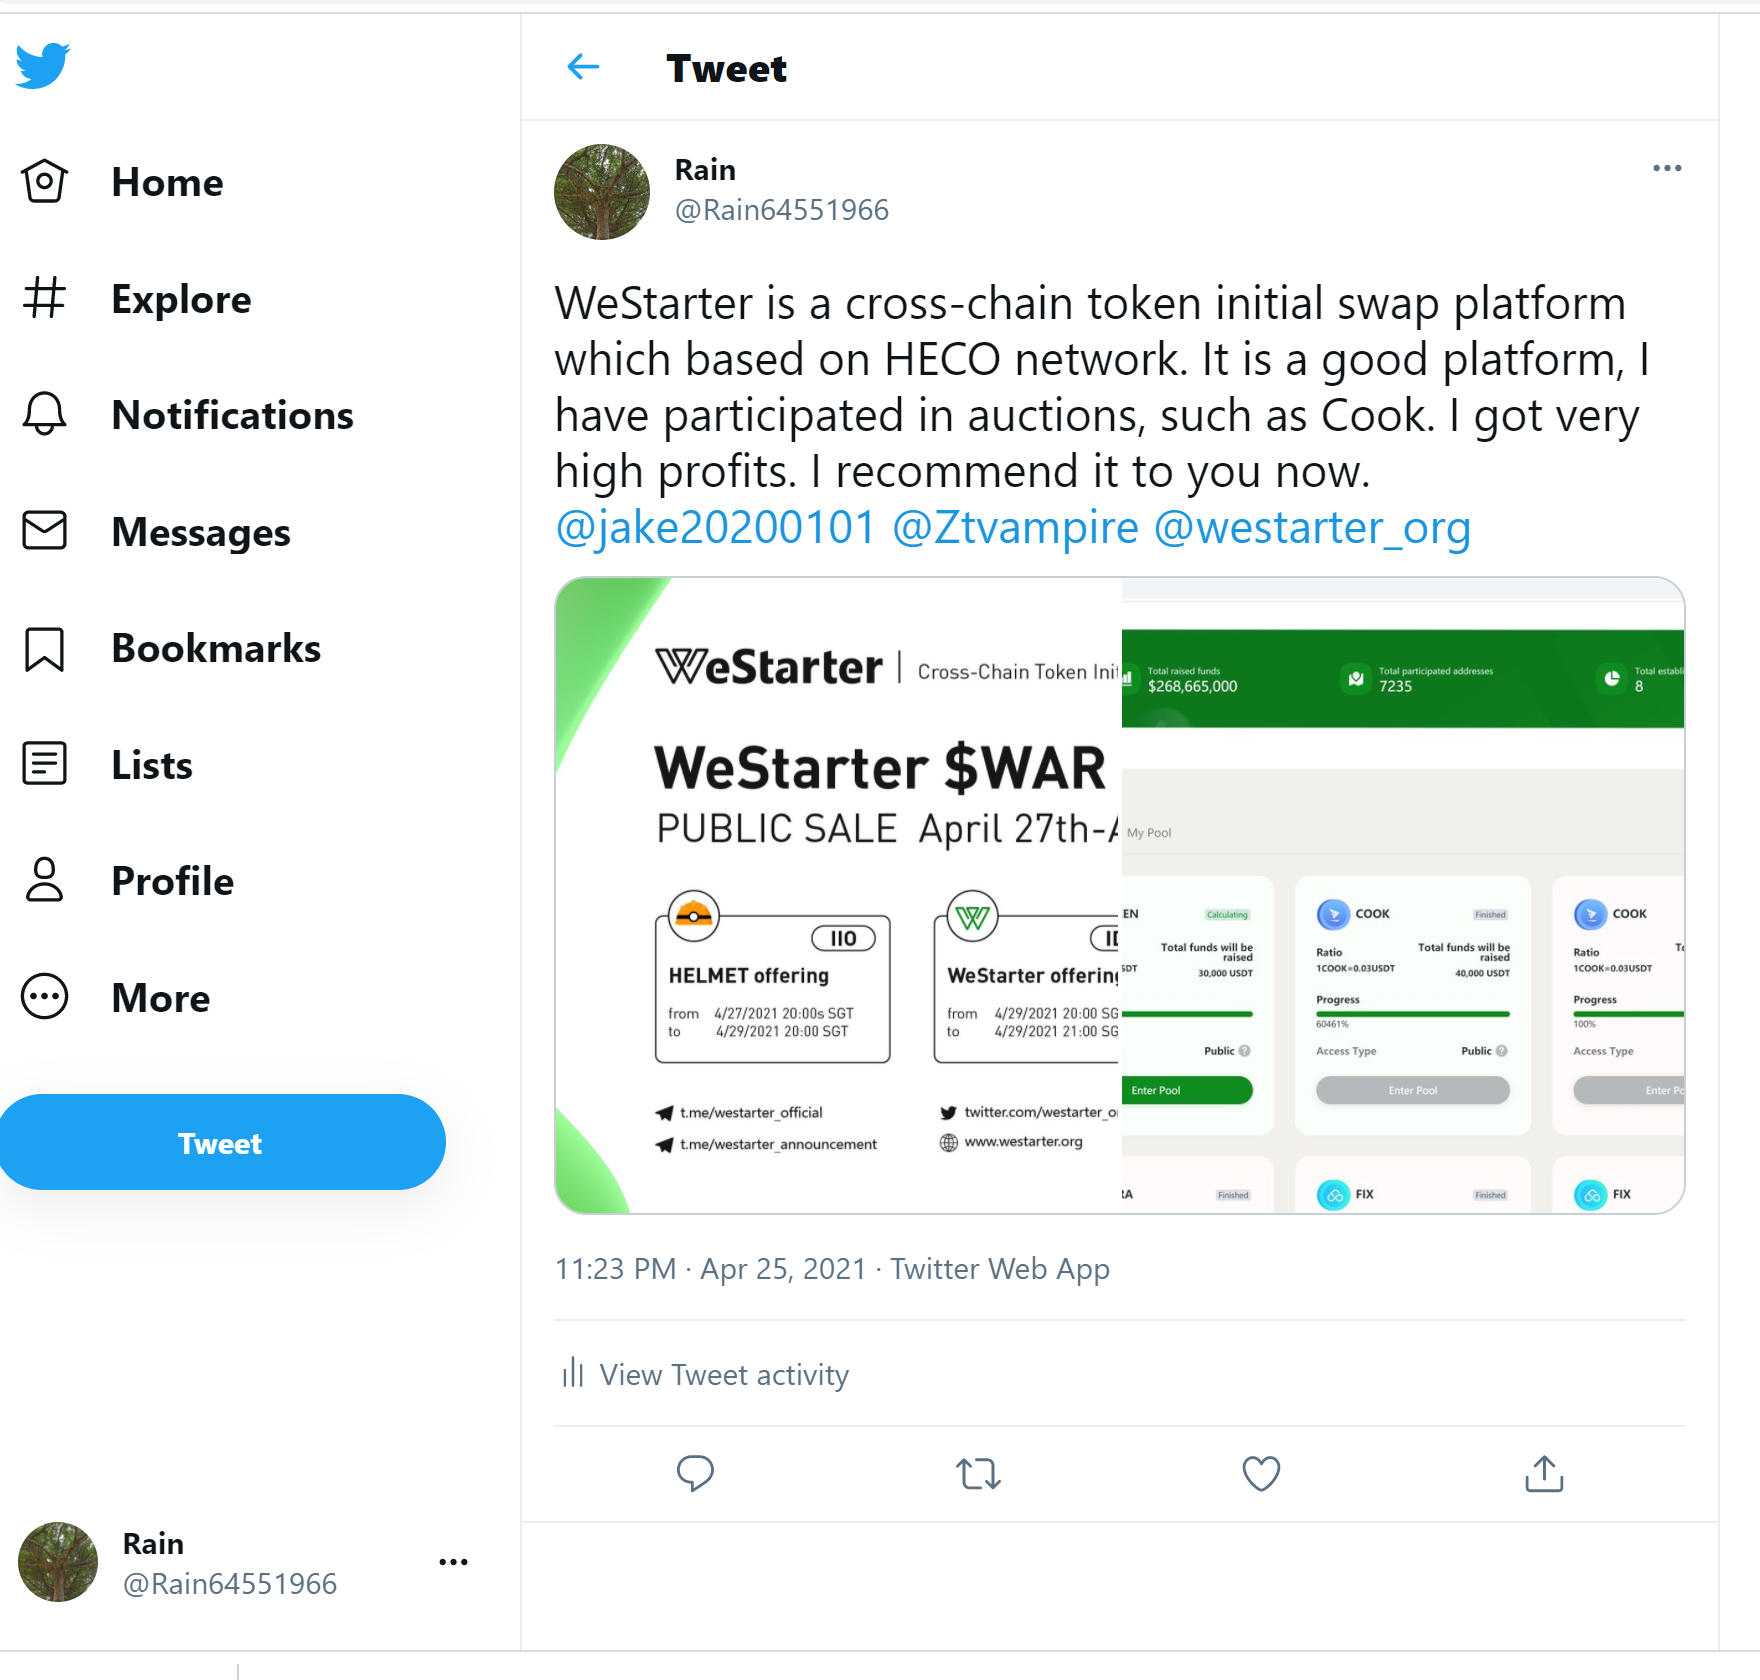 Tweet
Home
Explore
Notifications
Messages
Bookmarks
Lists
Profile
More
Tweet
Rain
@Rain64551966
Rain
@Rain64551966
WeStarter is a cross-chain token initial swap platform
which based on HECO network. It is a good platform, I
have participated in auctions, such as Cook. I got very
high profits. I recommend it to you now.
@jake20200101 @Ztvampire @westarter_org
WeStarter | Cross-Chain Token Init
WeStarter $WAR
PUBLIC SALE April 27th-A
IIO
HELMET offering
from 4/27/2021 20:00s SGT
to 4/29/2021 20:00 SGT
WeStarter offering
from 4/29/2021 20:00 SG
to 4/29/2021 21:00 SG
t.me/westarter_official
t.me/westarter_announcement
twitter.com/westarter_o
www.westarter.org
Total raised funds
$268,665,000
Total participated addresses
7235
Total establi
8
My Pool
EN
Calculating
Total funds will be
raised
SDT
30,000 USDT
Public
Enter Pool
COOK
Finished
Ratio
Total funds will be
raised
1COOK=0.03USDT
40,000 USDT
Progress
60461%
Access Type
Public
Enter Pool
COOK
Ratio
1COOK=0.03USDT
Progress
100%
Access Type
Enter Po
RA
Finished
FIX
Finished
FIX
11:23 PM · Apr 25, 2021 · Twitter Web App
View Tweet activity